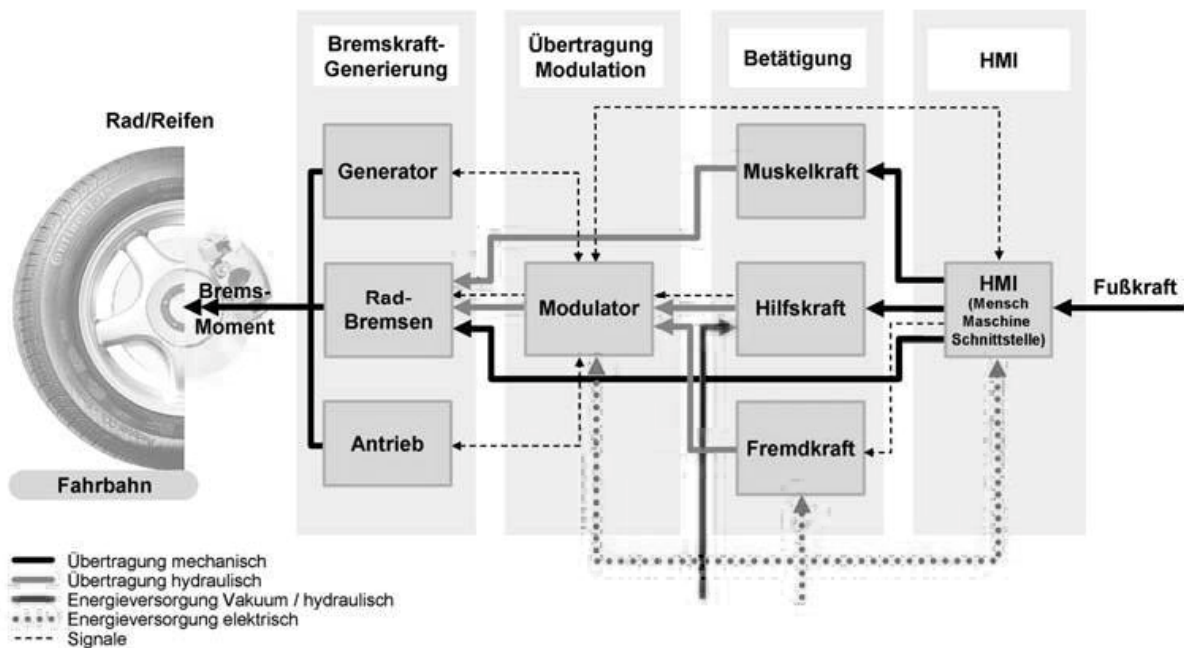 Bremskraft-
Generierung
Übertragung
Modulation
Betätigung
HMI
Rad/Reifen
Generator
Muskelkraft
Brems-
Moment
Rad-
Bremsen
Modulator
Hilfskraft
HMI
(Mensch
Maschine
Schnittstelle)
Fußkraft
Antrieb
Fremdkraft
Fahrbahn
Übertragung mechanisch
Übertragung hydraulisch
Energieversorgung Vakuum / hydraulisch
Energieversorgung elektrisch
Signale